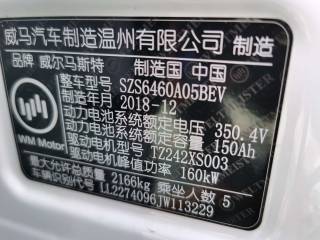 威马汽车制造温州有限公司 制造
品牌 威尔马斯特 制造国 中国
整车型号 SZS6460A05BEV
制造年月 2018-12
动力电池系统额定电压 350.4V
动力电池系统额定容量 150Ah
驱动电机型号 TZ242XS003
驱动电机峰值功率 160kW
WM Motor
最大允许总质量 2166kg 乘坐人数 5
车辆识别代号 L12274096JW113229